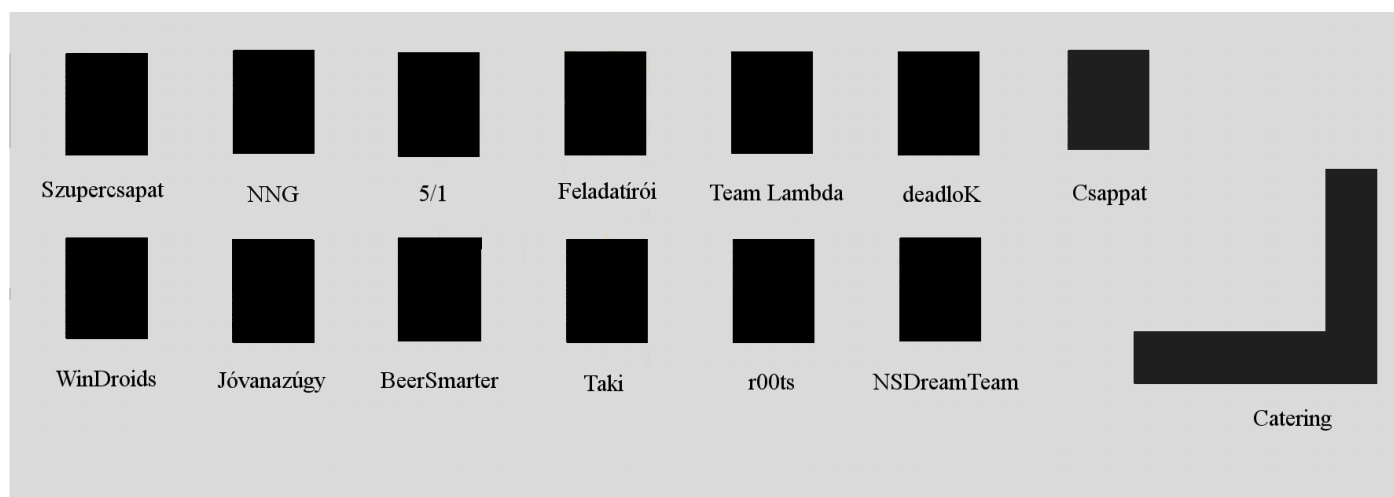 Szupercsapat
NNG
5/1
Feladatírói
Team Lambda
deadloK
Csappat
WinDroids
Jóvanazúgy
BeerSmarter
Taki
r00ts
NSDreamTeam
Catering